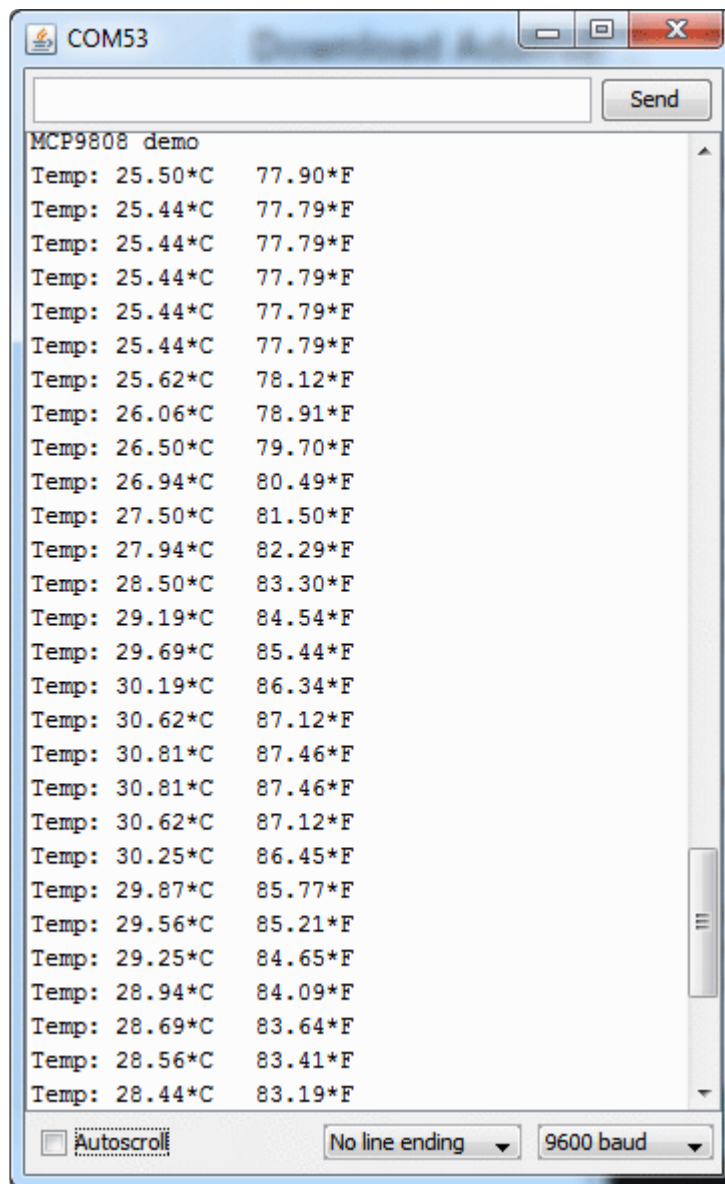 COM53
Send
MCP9808 demo
Temp: 25.50*C   77.90*F
Temp: 25.44*C   77.79*F
Temp: 25.44*C   77.79*F
Temp: 25.44*C   77.79*F
Temp: 25.44*C   77.79*F
Temp: 25.44*C   77.79*F
Temp: 25.62*C   78.12*F
Temp: 26.06*C   78.91*F
Temp: 26.50*C   79.70*F
Temp: 26.94*C   80.49*F
Temp: 27.50*C   81.50*F
Temp: 27.94*C   82.29*F
Temp: 28.50*C   83.30*F
Temp: 29.19*C   84.54*F
Temp: 29.69*C   85.44*F
Temp: 30.19*C   86.34*F
Temp: 30.62*C   87.12*F
Temp: 30.81*C   87.46*F
Temp: 30.81*C   87.46*F
Temp: 30.62*C   87.12*F
Temp: 30.25*C   86.45*F
Temp: 29.87*C   85.77*F
Temp: 29.56*C   85.21*F
Temp: 29.25*C   84.65*F
Temp: 28.94*C   84.09*F
Temp: 28.69*C   83.64*F
Temp: 28.56*C   83.41*F
Temp: 28.44*C   83.19*F
Autoscroll No line ending 9600 baud